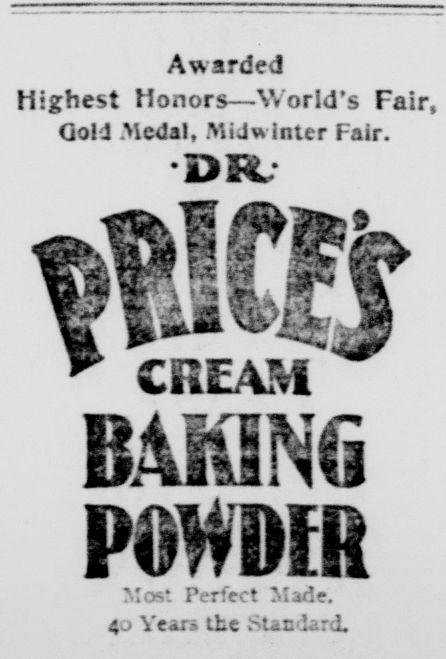 Awarded
Highest Honors—World's Fair,
Gold Medal, Midwinter Fair.
·DR.·
PRICE'S
CREAM
BAKING
POWDER
Most Perfect Made.
40 Years the Standard.